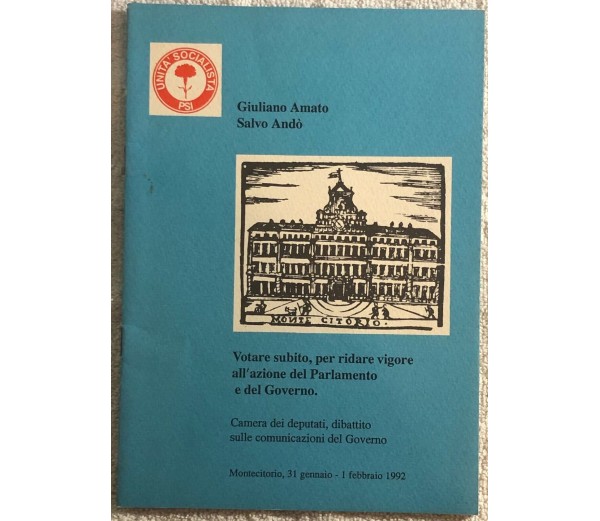 UNITA' SOCIALISTA
PSI
Giuliano Amato
Salvo Andò
MONTE CITORIO.
Votare subito, per ridare vigore
all'azione del Parlamento
e del Governo.
Camera dei deputati, dibattito
sulle comunicazioni del Governo
Montecitorio, 31 gennaio - 1 febbraio 1992